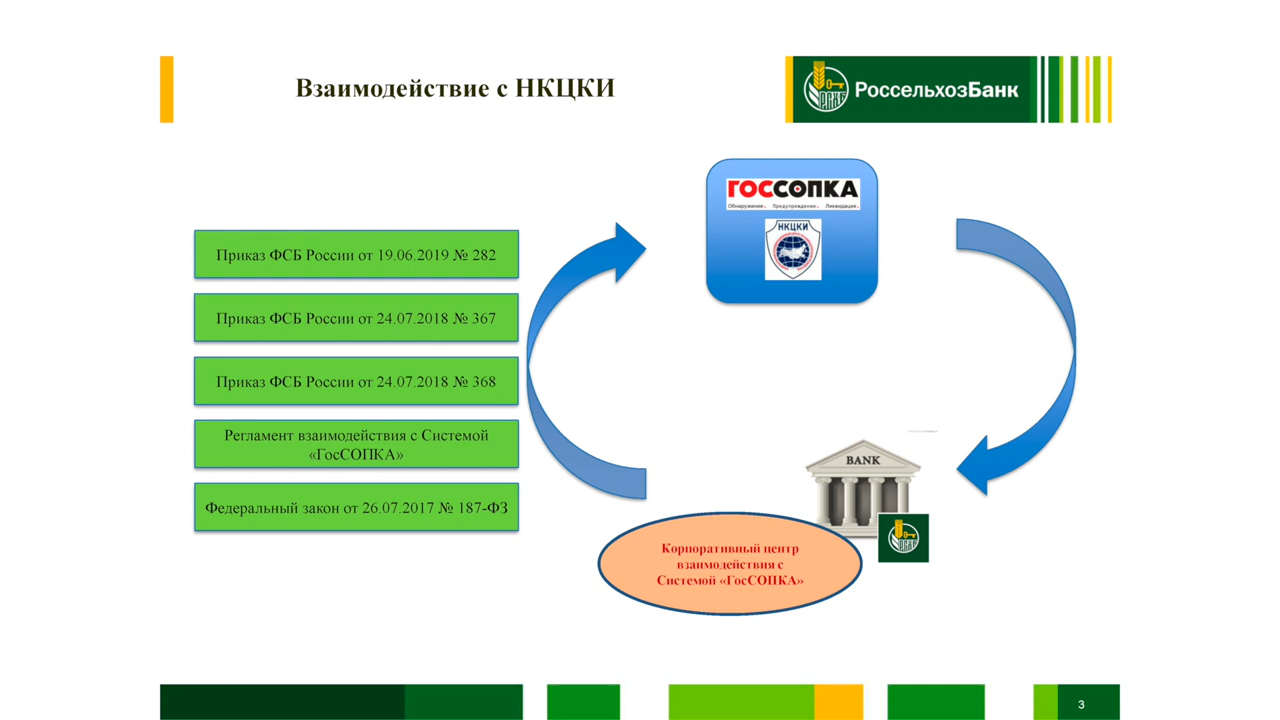 Взаимодействие с НКЦКИ
РоссельхозБанк
ГОССОПКА
Обнаружение. Предупреждение. Ликвидация.
НКЦКИ
Приказ ФСБ России от 19.06.2019 № 282
Приказ ФСБ России от 24.07.2018 № 367
Приказ ФСБ России от 24.07.2018 № 368
Регламент взаимодействия с Системой
«ГосСОПКА»
Федеральный закон от 26.07.2017 № 187-ФЗ
BANK
Корпоративный центр
взаимодействия с
Системой «ГосСОПКА»
3